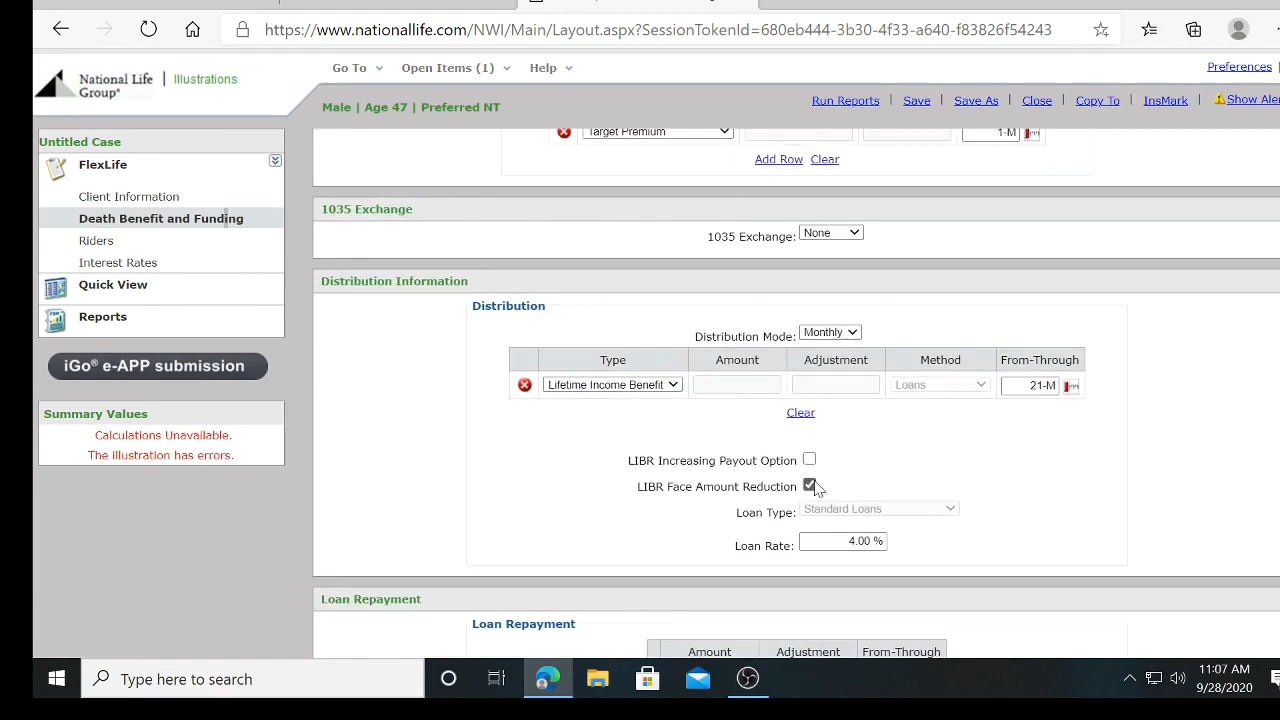 https://www.nationallife.com/NWI/Main/Layout.aspx?SessionTokenId=680eb444-3b30-4f33-a640-f83826f54243
National Life Group® | Illustrations
Go To Open Items (1) Help Preferences
Male | Age 47 | Preferred NT Run Reports Save Save As Close Copy To InsMark
Untitled Case
FlexLife
Client Information
Death Benefit and Funding
Riders
Interest Rates
Quick View
Reports
iGo® e-APP submission
Summary Values
Calculations Unavailable.
The illustration has errors.
Target Premium 1-M
Add Row Clear
1035 Exchange
1035 Exchange: None
Distribution Information
Distribution
Distribution Mode: Monthly
Type Amount Adjustment Method From-Through
Lifetime Income Benefit Loans 21-M
Clear
LIBR Increasing Payout Option
LIBR Face Amount Reduction
Loan Type: Standard Loans
Loan Rate: 4.00 %
Loan Repayment
Loan Repayment
Amount Adjustment From-Through
Type here to search
11:07 AM
9/28/2020